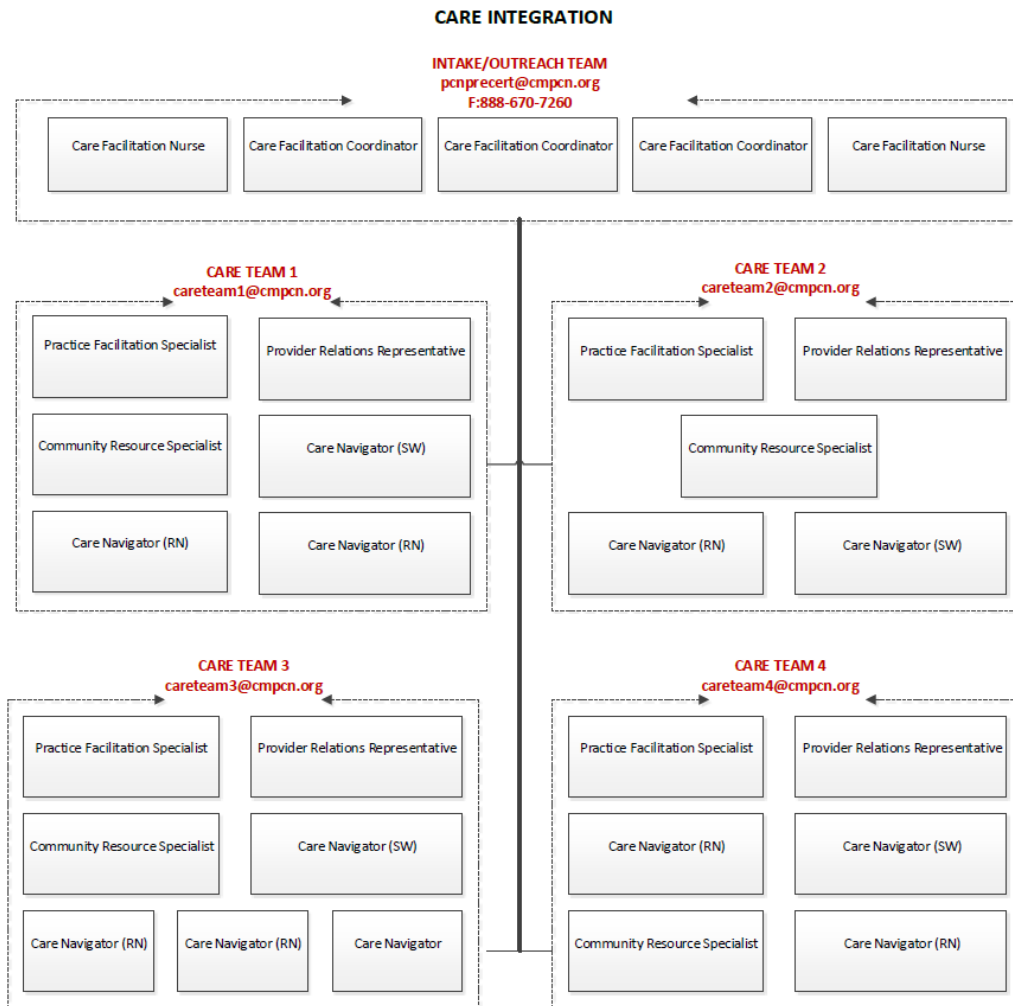 CARE INTEGRATION
INTAKE/OUTREACH TEAM
pcnprecert@cmpcn.org
F:888-670-7260
Care Facilitation Nurse
Care Facilitation Coordinator
Care Facilitation Coordinator
Care Facilitation Coordinator
Care Facilitation Nurse
CARE TEAM 1
careteam1@cmpcn.org
Practice Facilitation Specialist
Provider Relations Representative
Community Resource Specialist
Care Navigator (SW)
Care Navigator (RN)
Care Navigator (RN)
CARE TEAM 2
careteam2@cmpcn.org
Practice Facilitation Specialist
Provider Relations Representative
Community Resource Specialist
Care Navigator (RN)
Care Navigator (SW)
CARE TEAM 3
careteam3@cmpcn.org
Practice Facilitation Specialist
Provider Relations Representative
Community Resource Specialist
Care Navigator (SW)
Care Navigator (RN)
Care Navigator (RN)
Care Navigator
CARE TEAM 4
careteam4@cmpcn.org
Practice Facilitation Specialist
Provider Relations Representative
Care Navigator (RN)
Care Navigator (SW)
Community Resource Specialist
Care Navigator (RN)